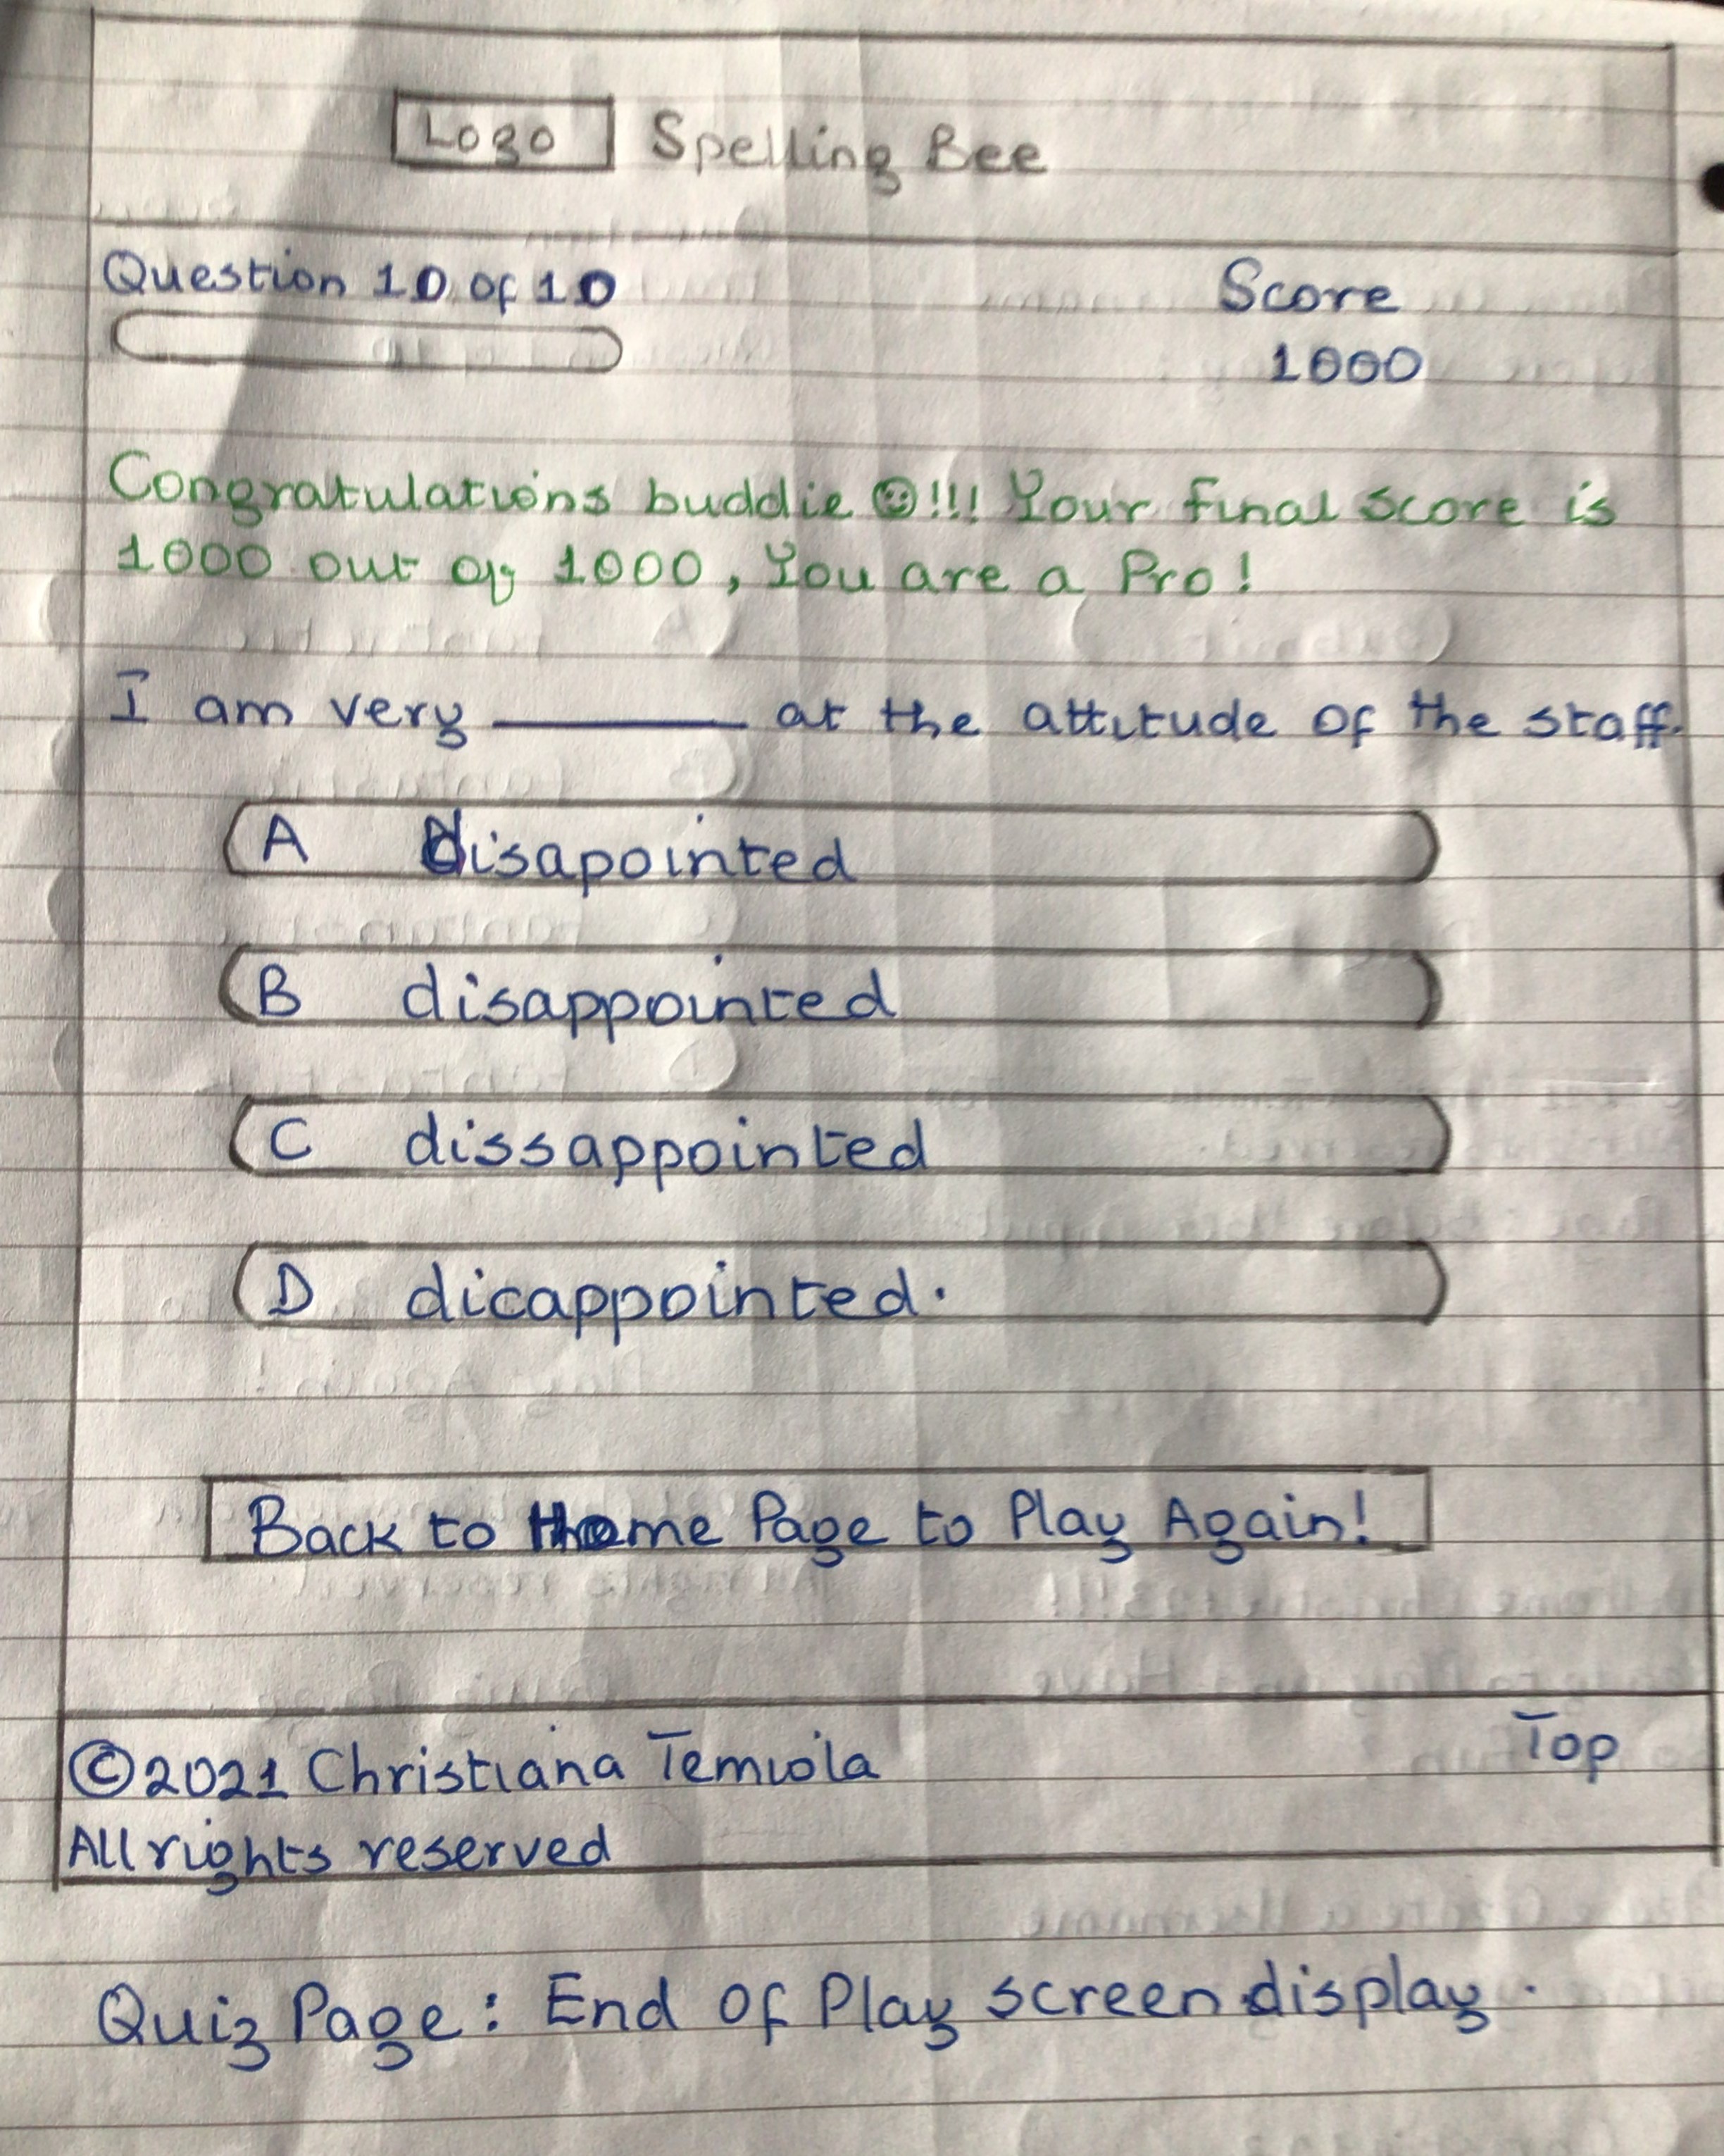 Logo Spelling Bee
Question 10 of 10 Score
1000
Congratulations buddie ☺!!! Your final score is
1000 out of 1000, You are a Pro!
I am very ______ at the attitude of the staff.
A disapointed
B disappointed
C dissappointed
D dicappointed.
Back to Home Page to Play Again!
©2021 Christiana Temiola Top
All rights reserved
Quiz Page: End of Play screen display.